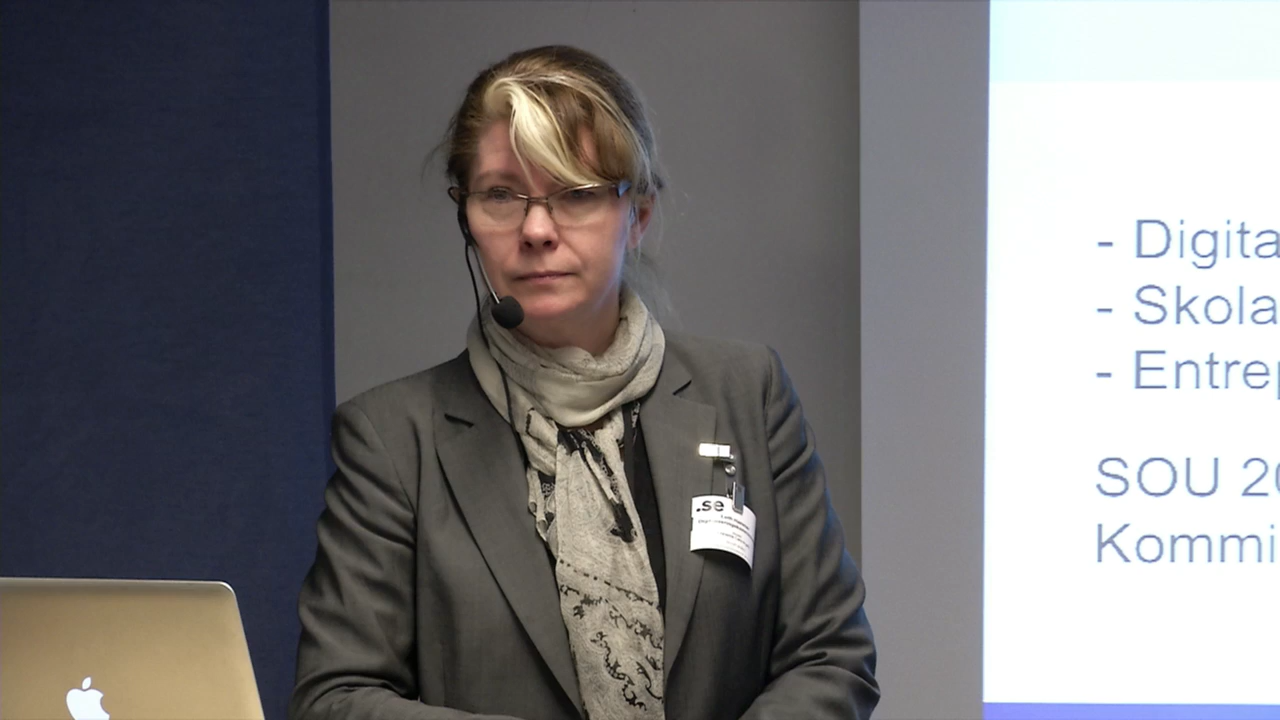 .se
- Digita
- Skola
- Entrep
SOU 20
Kommi